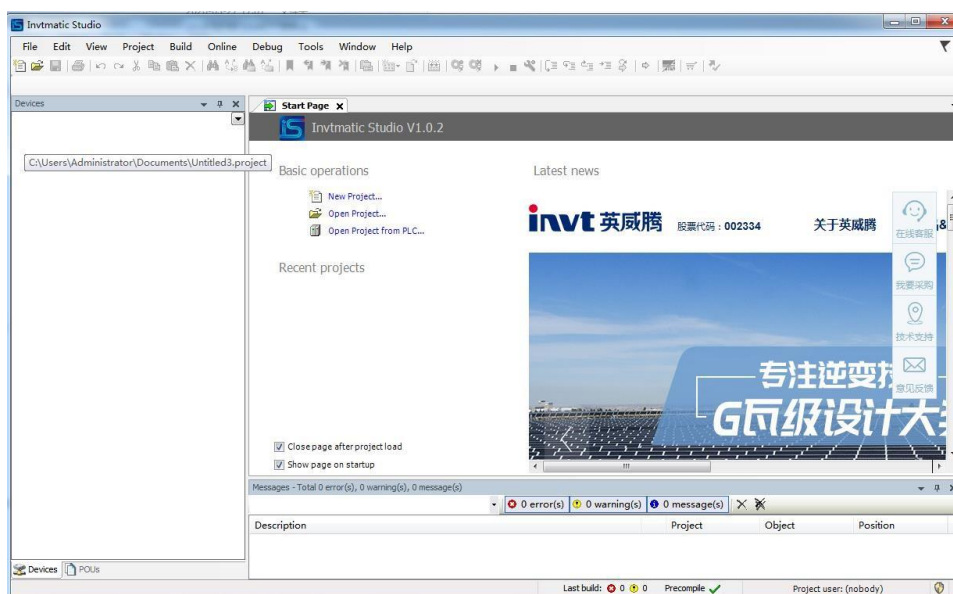 Invtmatic Studio
File Edit View Project Build Online Debug Tools Window Help
Devices
Start Page
Invtmatic Studio V1.0.2
C:\Users\Administrator\Documents\Untitled3.project
Basic operations
Latest news
New Project...
Open Project...
Open Project from PLC...
invt 英威腾
股票代码：002334
关于英威腾
在线客服
Recent projects
我要采购
技术支持
意见反馈
专注逆变
G瓦级设计大
Close page after project load
Show page on startup
Messages - Total 0 error(s), 0 warning(s), 0 message(s)
0 error(s) 0 warning(s) 0 message(s)
Description Project Object Position
Devices POUs
Last build: 0 0 Precompile Project user: (nobody)